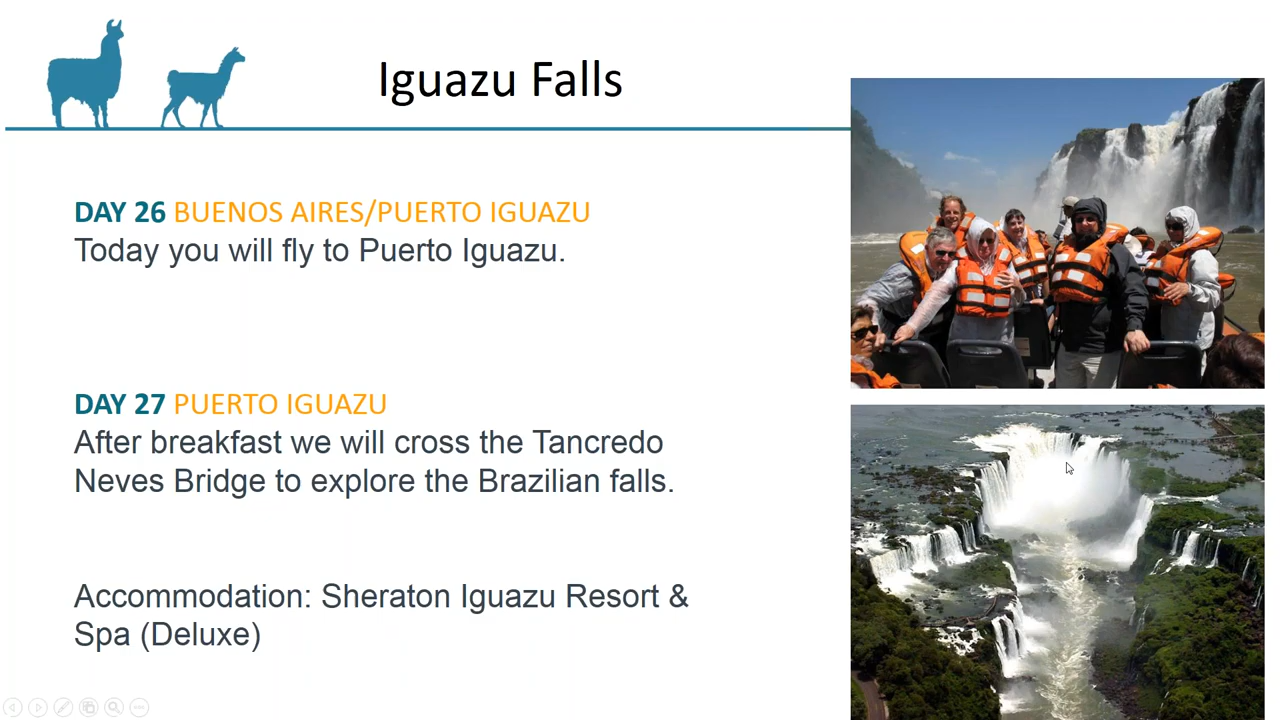 Iguazu Falls
DAY 26 BUENOS AIRES/PUERTO IGUAZU
Today you will fly to Puerto Iguazu.
DAY 27 PUERTO IGUAZU
After breakfast we will cross the Tancredo
Neves Bridge to explore the Brazilian falls.
Accommodation: Sheraton Iguazu Resort &
Spa (Deluxe)